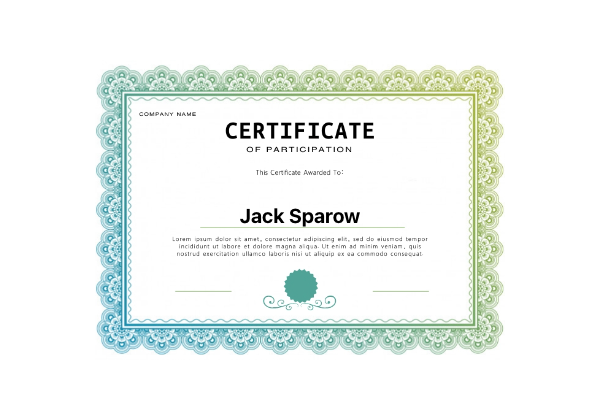 COMPANY NAME
CERTIFICATE
OF PARTICIPATION
This Certificate Awarded To:
Jack Sparow
Lorem ipsum dolor sit amet, consectetur adipiscing elit, sed do eiusmod tempor
incididunt ut labore et dolore magna aliqua. Ut enim ad minim veniam, quis
nostrud exercitation ullamco laboris nisi ut aliquip ex ea commodo consequat.